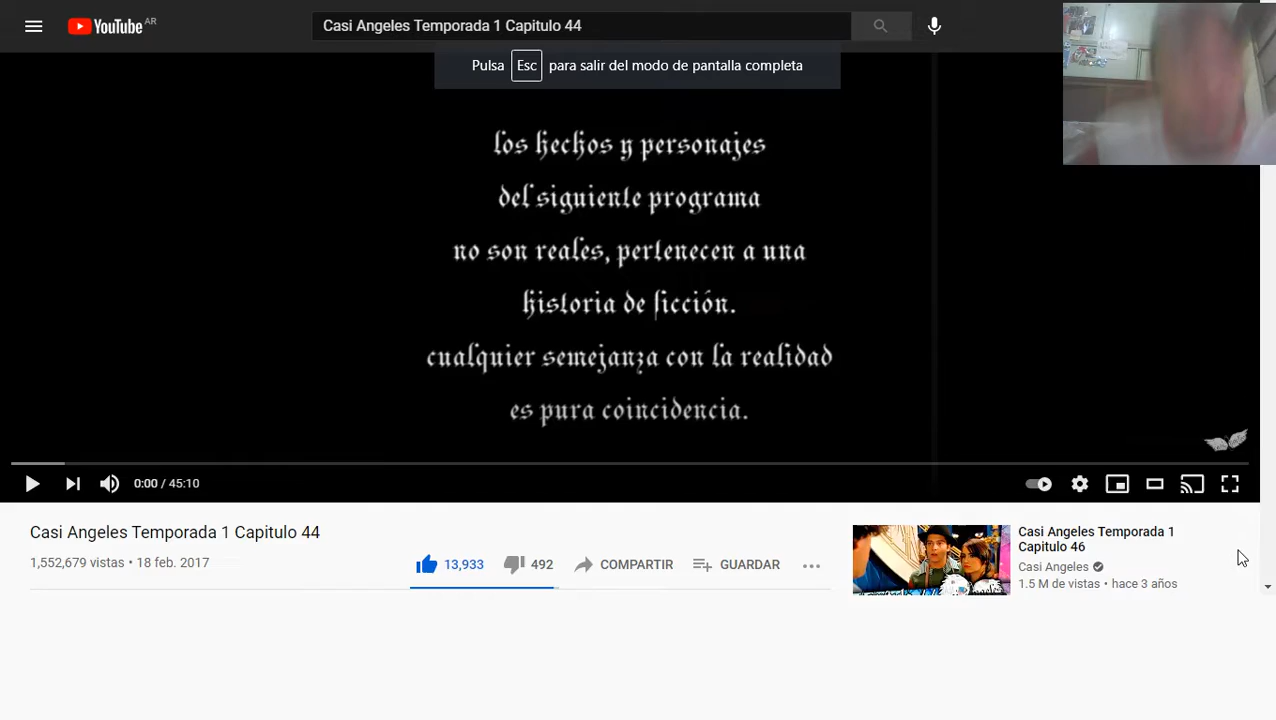 YouTube AR
Casi Angeles Temporada 1 Capitulo 44
Pulsa Esc para salir del modo de pantalla completa
los hechos y personajes
del siguiente programa
no son reales, pertenecen a una
historia de ficción.
cualquier semejanza con la realidad
es pura coincidencia.
0:00 / 45:10
Casi Angeles Temporada 1 Capitulo 44
1,552,679 vistas • 18 feb. 2017
13,933
492
COMPARTIR
GUARDAR
Casi Angeles Temporada 1
Capitulo 46
Casi Angeles
1.5 M de vistas • hace 3 años